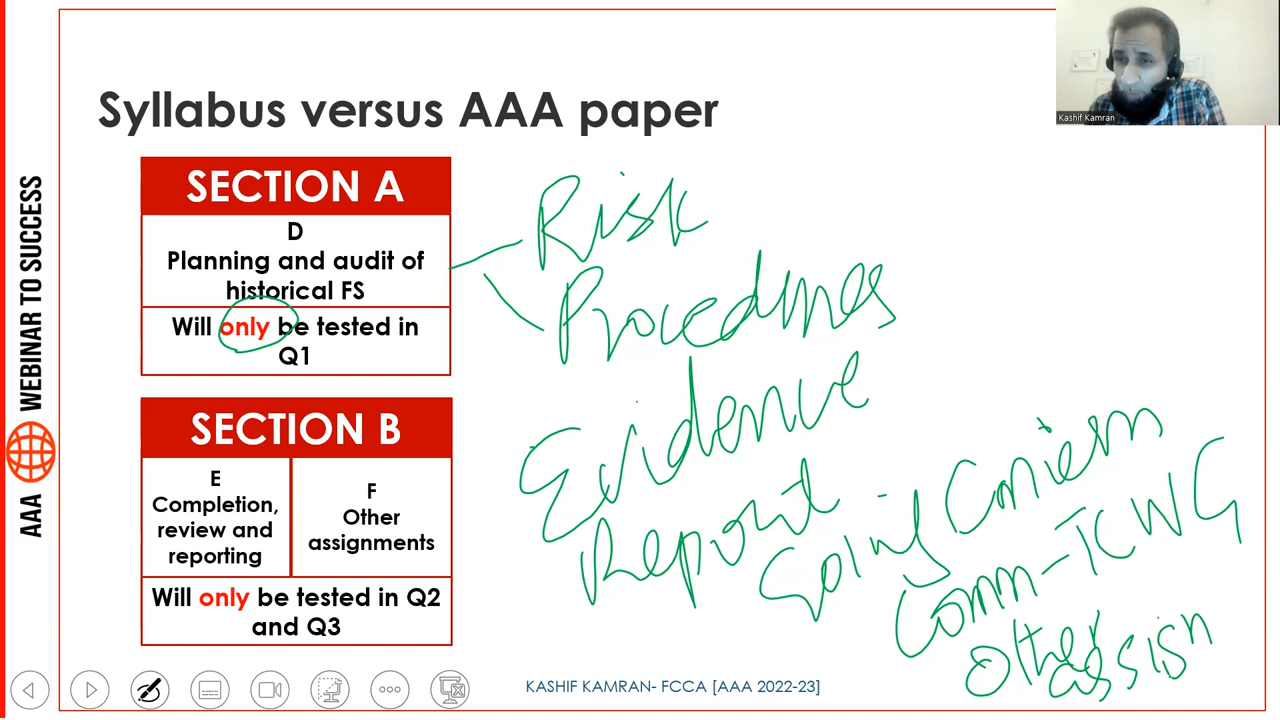 Syllabus versus AAA paper
SECTION A
D
Planning and audit of
historical FS
Will only be tested in
Q1
SECTION B
E
Completion,
review and
reporting
F
Other
assignments
Will only be tested in Q2
and Q3
Risk
Procedures
Evidence
Report
Going Concern
Comm-TCWG
Other
assign
AAA WEBINAR TO SUCCESS
KASHIF KAMRAN- FCCA [AAA 2022-23]
Kashif Kamran